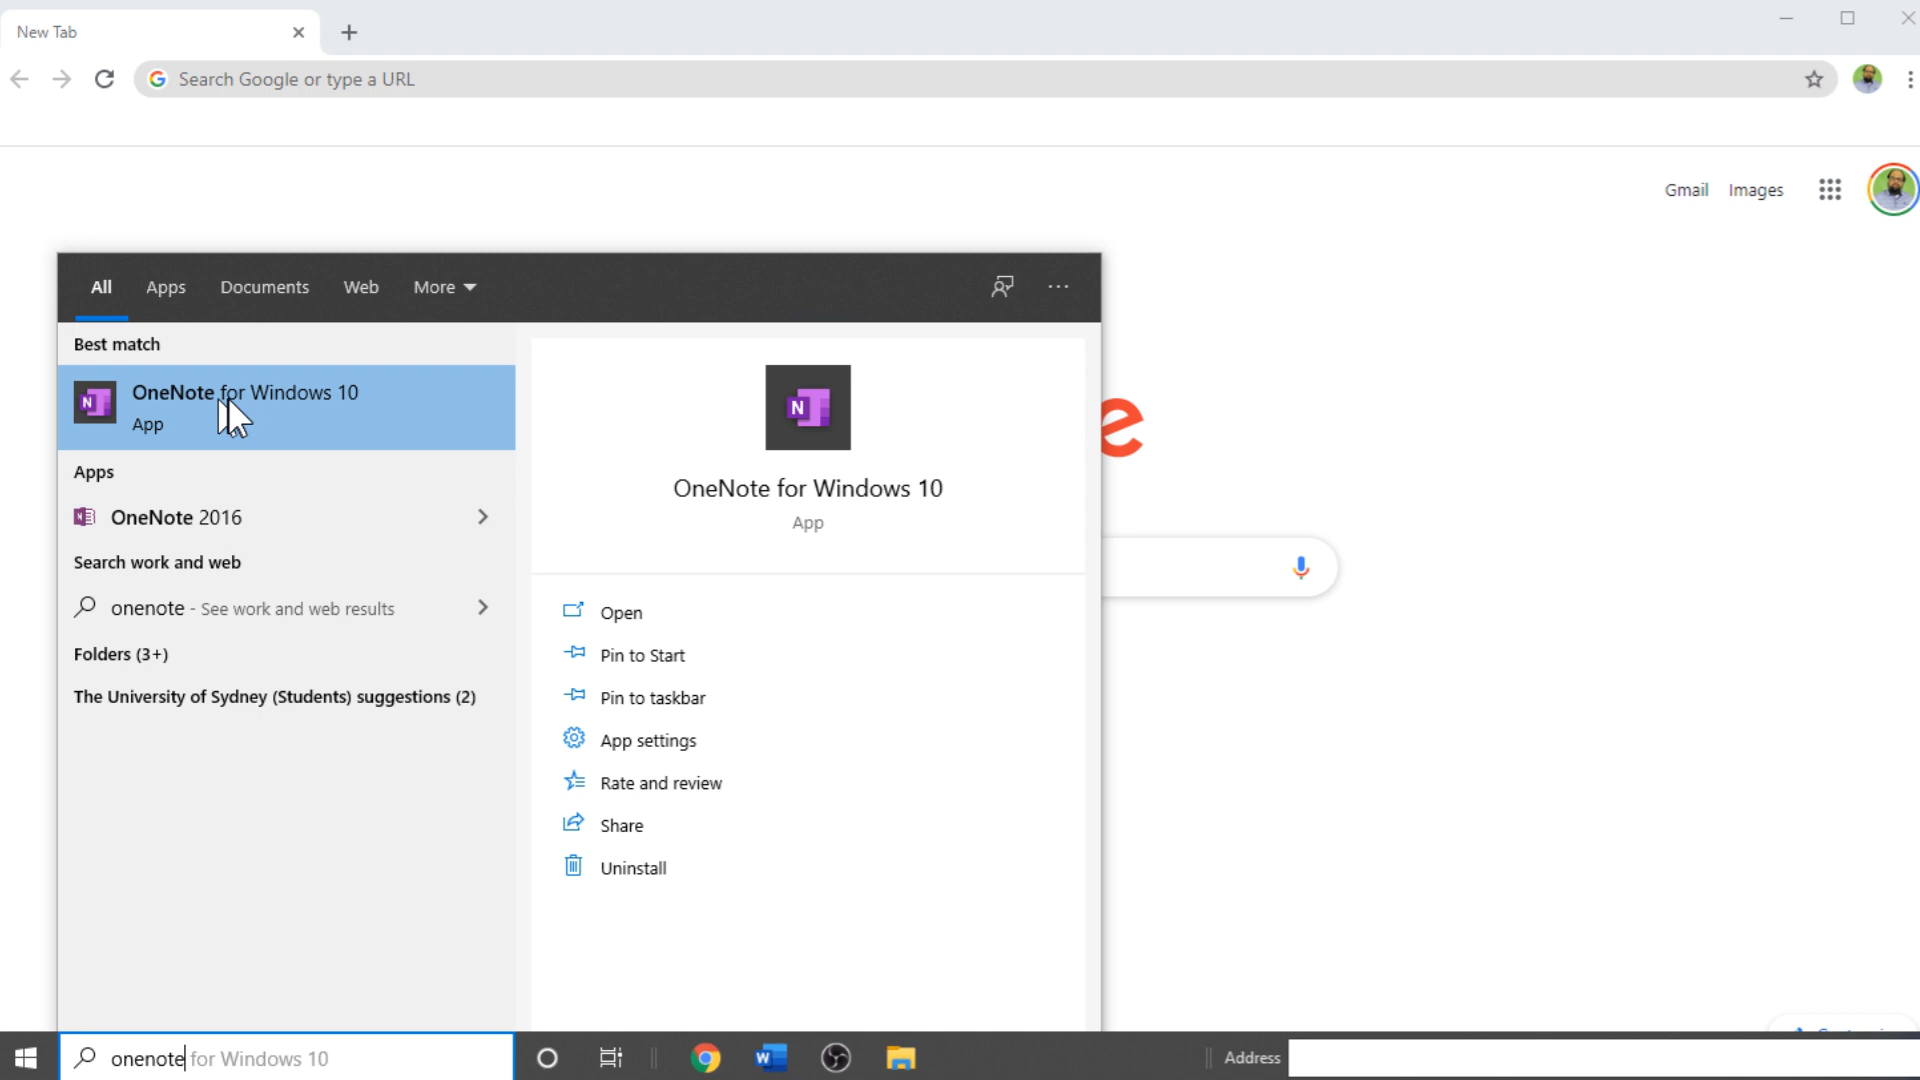 New Tab
Search Google or type a URL
Gmail Images
All Apps Documents Web More
Best match
OneNote for Windows 10
App
Apps
OneNote 2016
Search work and web
onenote - See work and web results
Folders (3+)
The University of Sydney (Students) suggestions (2)
N
OneNote for Windows 10
App
Open
Pin to Start
Pin to taskbar
App settings
Rate and review
Share
Uninstall
e
onenote for Windows 10
Address